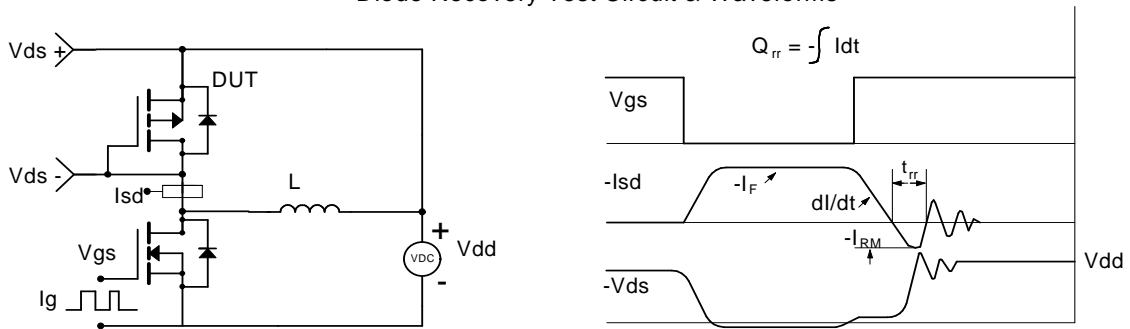 Diode Recovery Test Circuit & Waveforms
Vds +
DUT
Vds -
Isd
L
Vgs
Ig
VDC
+
-
Vdd
Q rr = -∫ Idt
Vgs
-Isd
-I F
dI/dt
t rr
-I RM
Vdd
-Vds